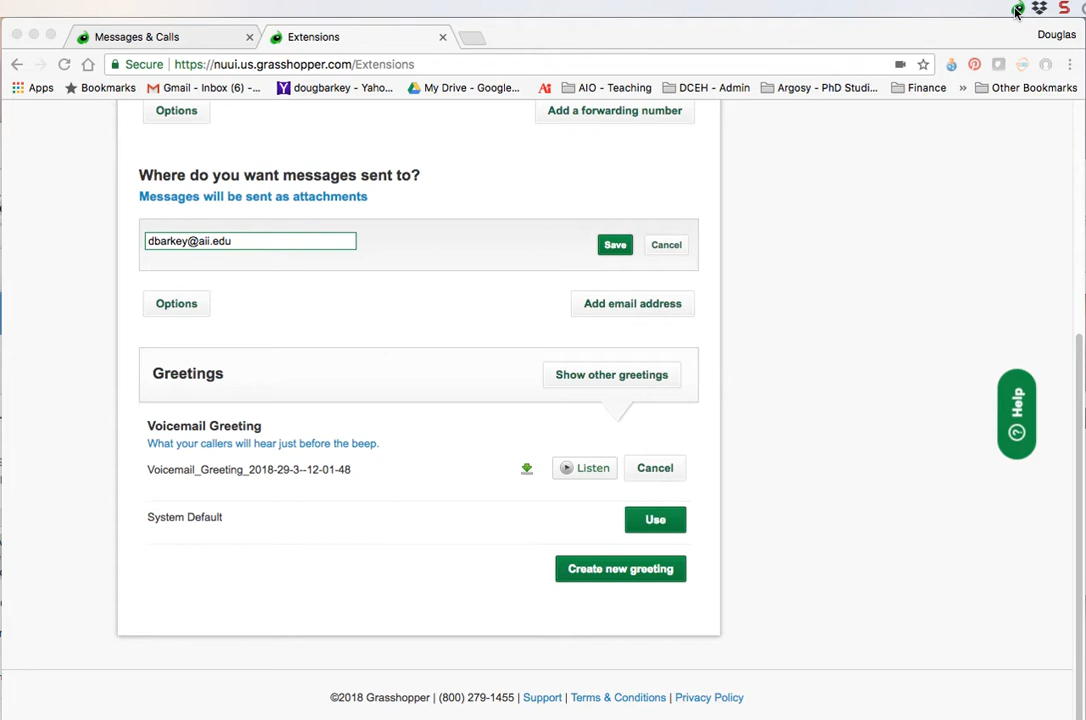 Messages & Calls
Extensions
Douglas
Secure https://nuui.us.grasshopper.com/Extensions
Apps Bookmarks Gmail - Inbox (6) -... dougbarkey - Yaho... My Drive - Google... AIO - Teaching DCEH - Admin Argosy - PhD Studi... Finance » Other Bookmarks
Options Add a forwarding number
Where do you want messages sent to?
Messages will be sent as attachments
dbarkey@aii.edu Save Cancel
Options Add email address
Greetings Show other greetings
Voicemail Greeting
What your callers will hear just before the beep.
Voicemail_Greeting_2018-29-3--12-01-48 Listen Cancel
System Default Use
Create new greeting
Help
©2018 Grasshopper | (800) 279-1455 | Support | Terms & Conditions | Privacy Policy